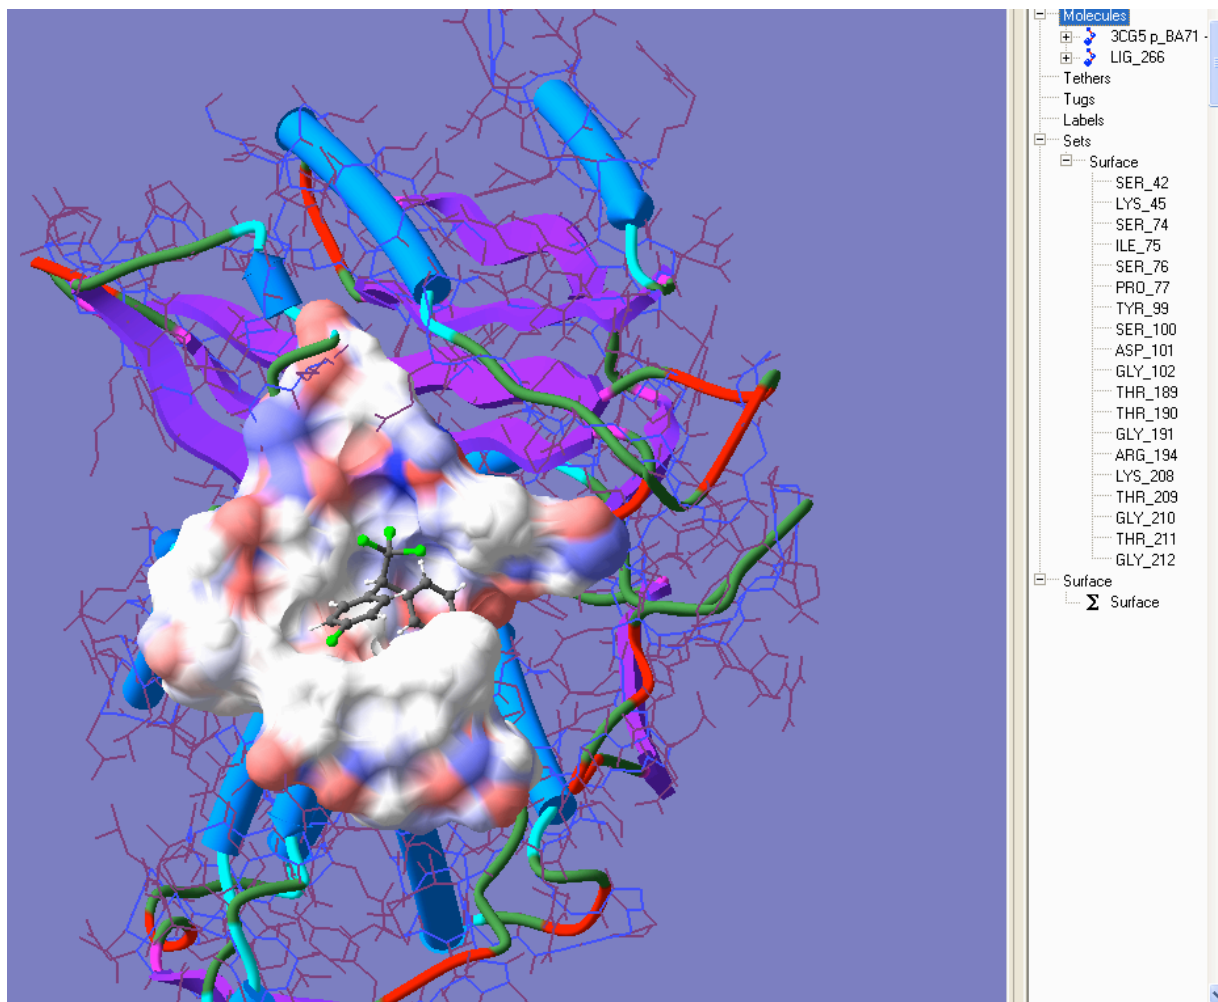 Molecules
3CG5 p_BA71 -
LIG_266
Tethers
Tugs
Labels
Sets
Surface
SER_42
LYS_45
SER_74
ILE_75
SER_76
PRO_77
TYR_99
SER_100
ASP_101
GLY_102
THR_189
THR_190
GLY_191
ARG_194
LYS_208
THR_209
GLY_210
THR_211
GLY_212
Surface
Σ Surface